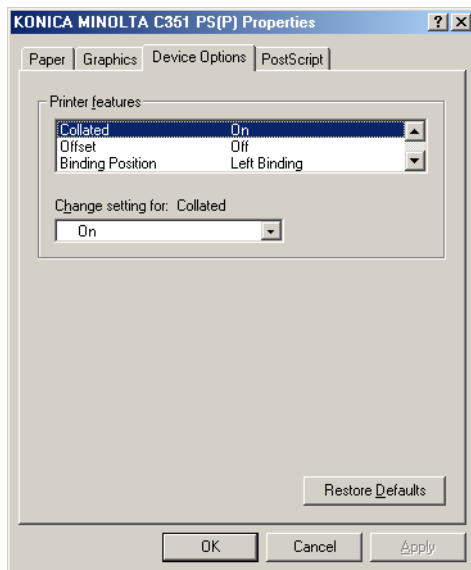 KONICA MINOLTA C351 PS(P) Properties
Paper Graphics Device Options PostScript
Printer features
Collated On
Offset Off
Binding Position Left Binding
Change setting for: Collated
On
Restore Defaults
OK Cancel Apply